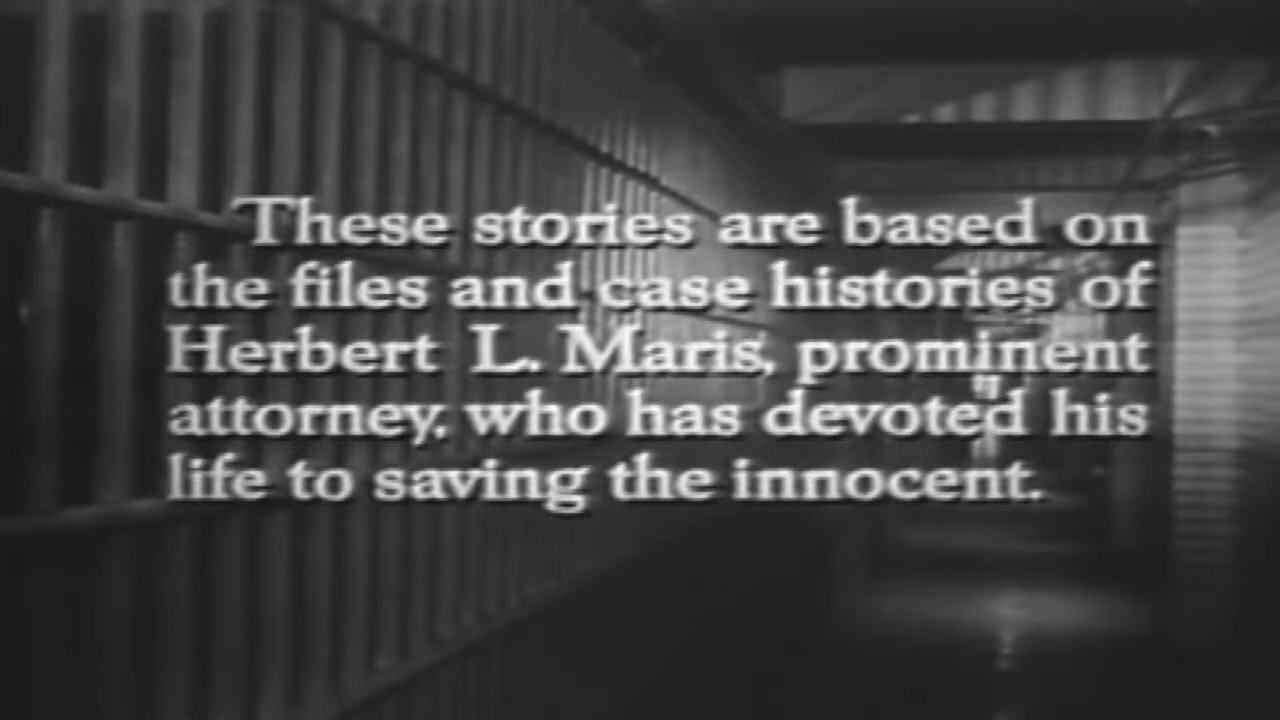 These stories are based on
the files and case histories of
Herbert L. Maris, prominent
attorney, who has devoted his
life to saving the innocent.